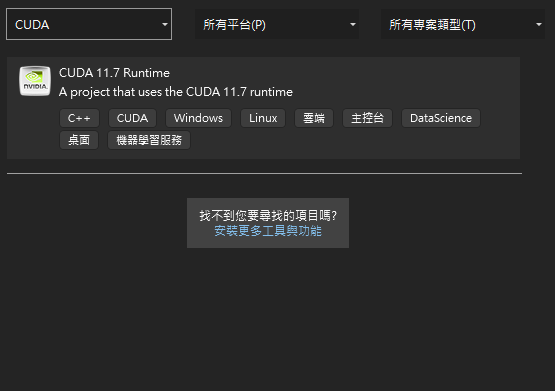 CUDA 所有平台(P) 所有專案類型(T)
CUDA 11.7 Runtime
NVIDIA.
A project that uses the CUDA 11.7 runtime
C++ CUDA Windows Linux 雲端 主控台 DataScience
桌面 機器學習服務
找不到您要尋找的項目嗎?
安裝更多工具與功能